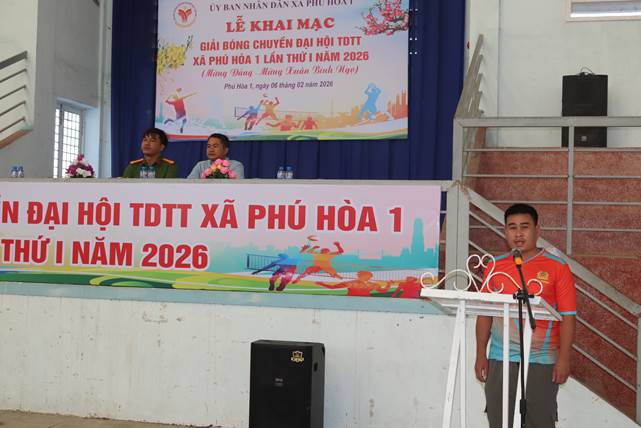 ỦY BAN NHÂN DÂN XÃ PHÚ HÒA 1
LỄ KHAI MẠC
GIẢI BÓNG CHUYỀN ĐẠI HỘI TDTT
XÃ PHÚ HÒA 1 LẦN THỨ I NĂM 2026
(Mừng Đảng - Mừng Xuân Bính Ngọ)
Phú Hòa 1, ngày 06 tháng 02 năm 2026
ỀN ĐẠI HỘI TDTT XÃ PHÚ HÒA 1
THỨ I NĂM 2026